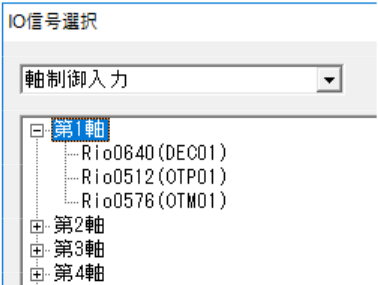 IO信号選択
軸制御入力
第1軸
Rio0640(DEC01)
Rio0512(OTP01)
Rio0576(OTM01)
第2軸
第3軸
第4軸